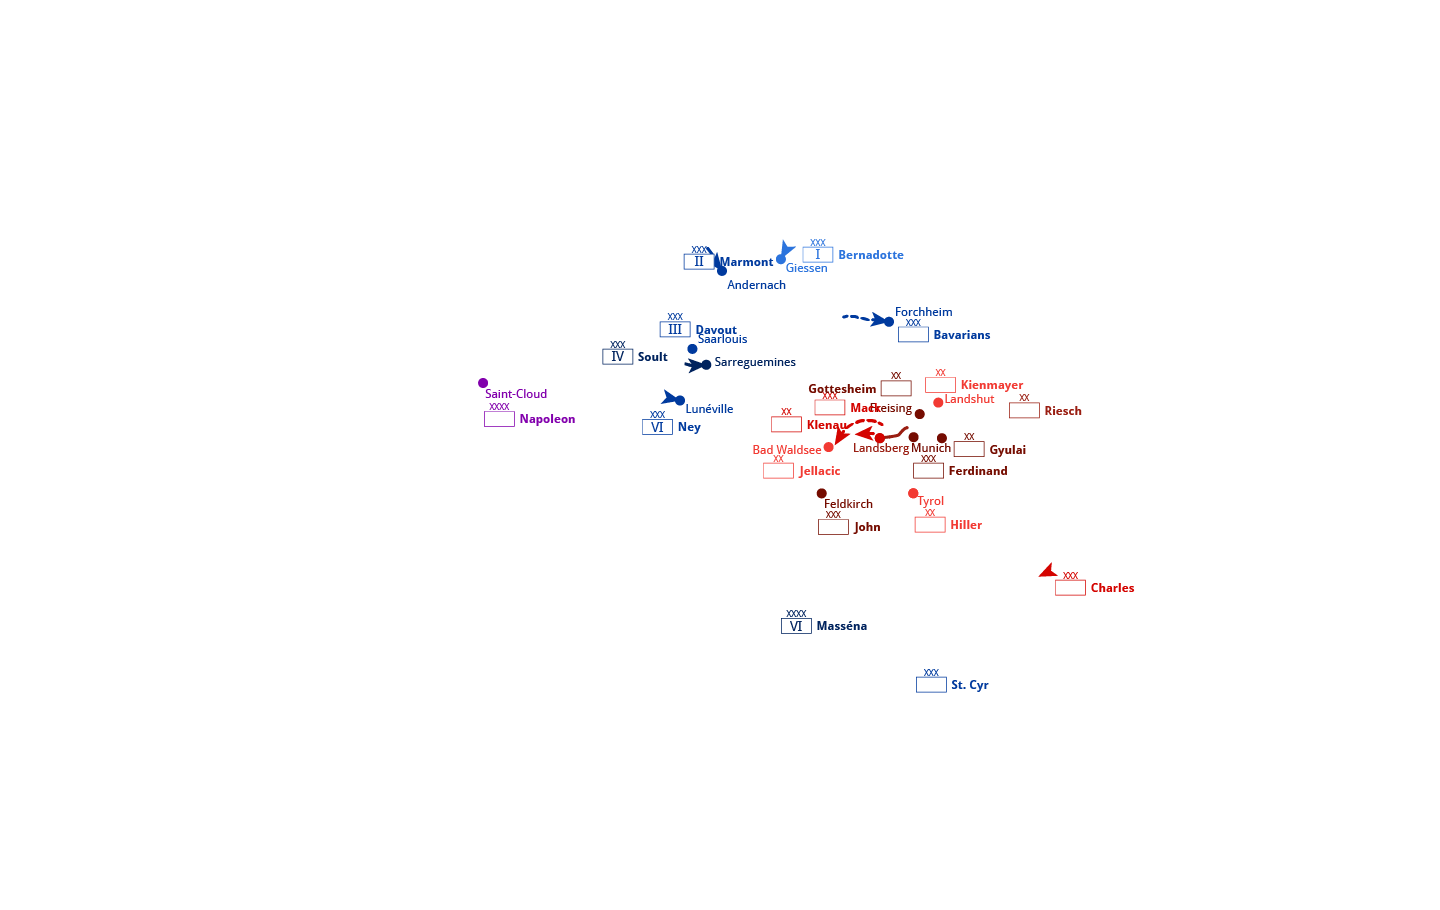 XXX
I
Bernadotte
XXX
II
Marmont
Giessen
Andernach
Forchheim
XXX
Bavarians
XXX
III
Davout
Saarlouis
XXX
IV
Soult
Sarreguemines
Saint-Cloud
XXXX
Napoleon
Lunéville
XXX
VI
Ney
XX
Gottesheim
XX
Kienmayer
Landshut
XX
Riesch
XXX
Mack
Freising
XX
Klenau
Bad Waldsee
Landsberg
Munich
XX
Gyulai
XX
Jellacic
XXX
Ferdinand
Feldkirch
XXX
John
Tyrol
XX
Hiller
XXX
Charles
XXXX
VI
Masséna
XXX
St. Cyr